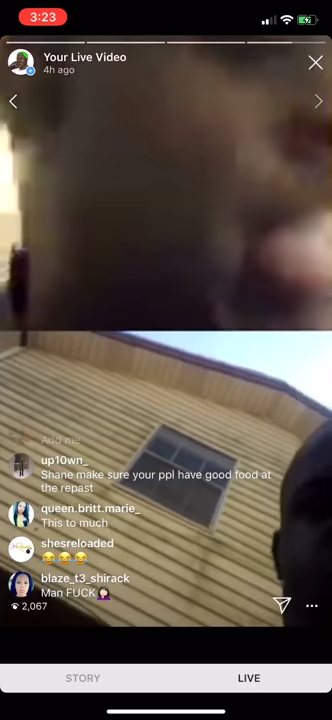 3:23
Your Live Video
4h ago
Add me
up10wn_
Shane make sure your ppl have good food at
the repast
queen.britt.marie_
This to much
shesreloaded
😂😂😂
blaze_t3_shirack
Man FUCK🤦🏻‍♀️
2,067
STORY
LIVE